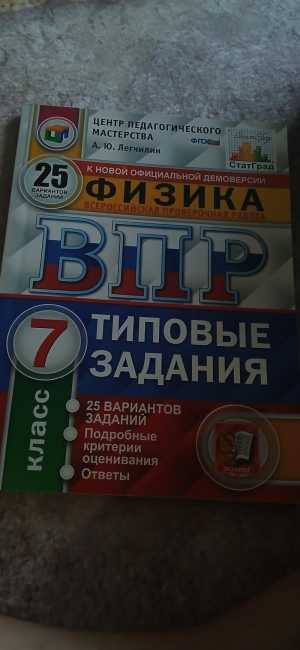 ЦЕНТР ПЕДАГОГИЧЕСКОГО
МАСТЕРСТВА
А. Ю. Легчилин
ФГОС
СтатГрад
К НОВОЙ ОФИЦИАЛЬНОЙ ДЕМОВЕРСИИ
25
ВАРИАНТОВ
ЗАДАНИЙ
ФИЗИКА
ВСЕРОССИЙСКАЯ ПРОВЕРОЧНАЯ РАБОТА
ВПР
7
КЛАСС
ТИПОВЫЕ
ЗАДАНИЯ
25 ВАРИАНТОВ
ЗАДАНИЙ
Подробные
критерии
оценивания
Ответы